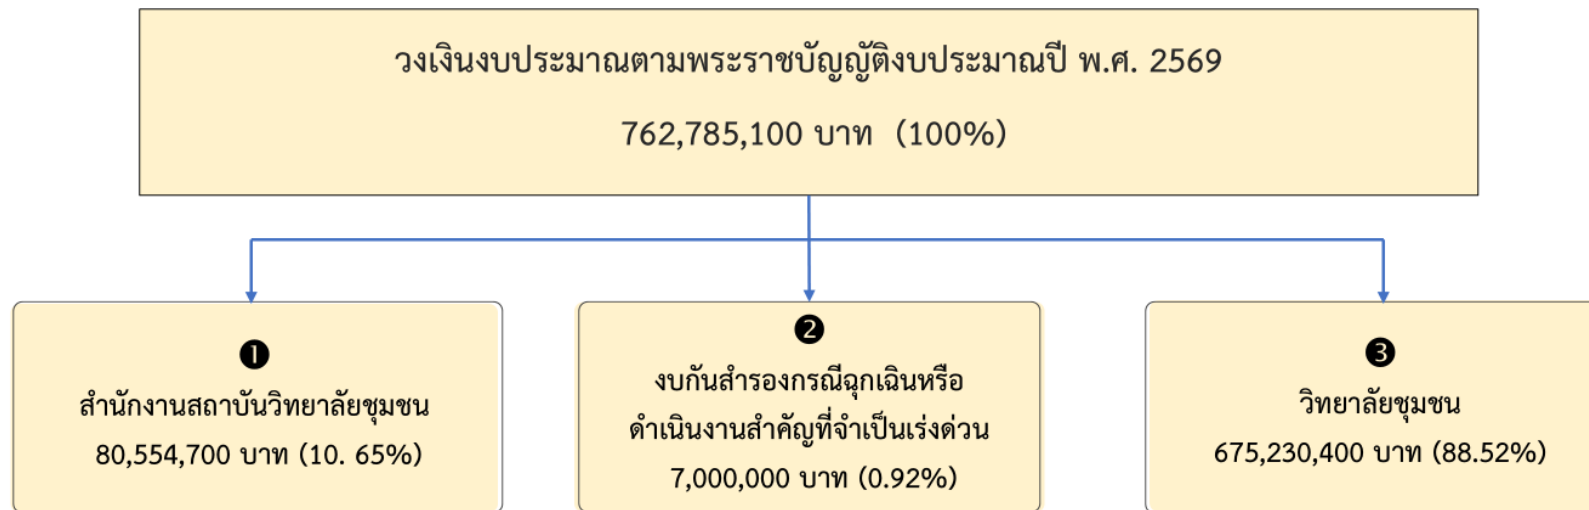 วงเงินงบประมาณตามพระราชบัญญัติงบประมาณปี พ.ศ. 2569
762,785,100 บาท (100%)
❶
สำนักงานสถาบันวิทยาลัยชุมชน
80,554,700 บาท (10. 65%)
❷
งบกันสำรองกรณีฉุกเฉินหรือ
ดำเนินงานสำคัญที่จำเป็นเร่งด่วน
7,000,000 บาท (0.92%)
❸
วิทยาลัยชุมชน
675,230,400 บาท (88.52%)